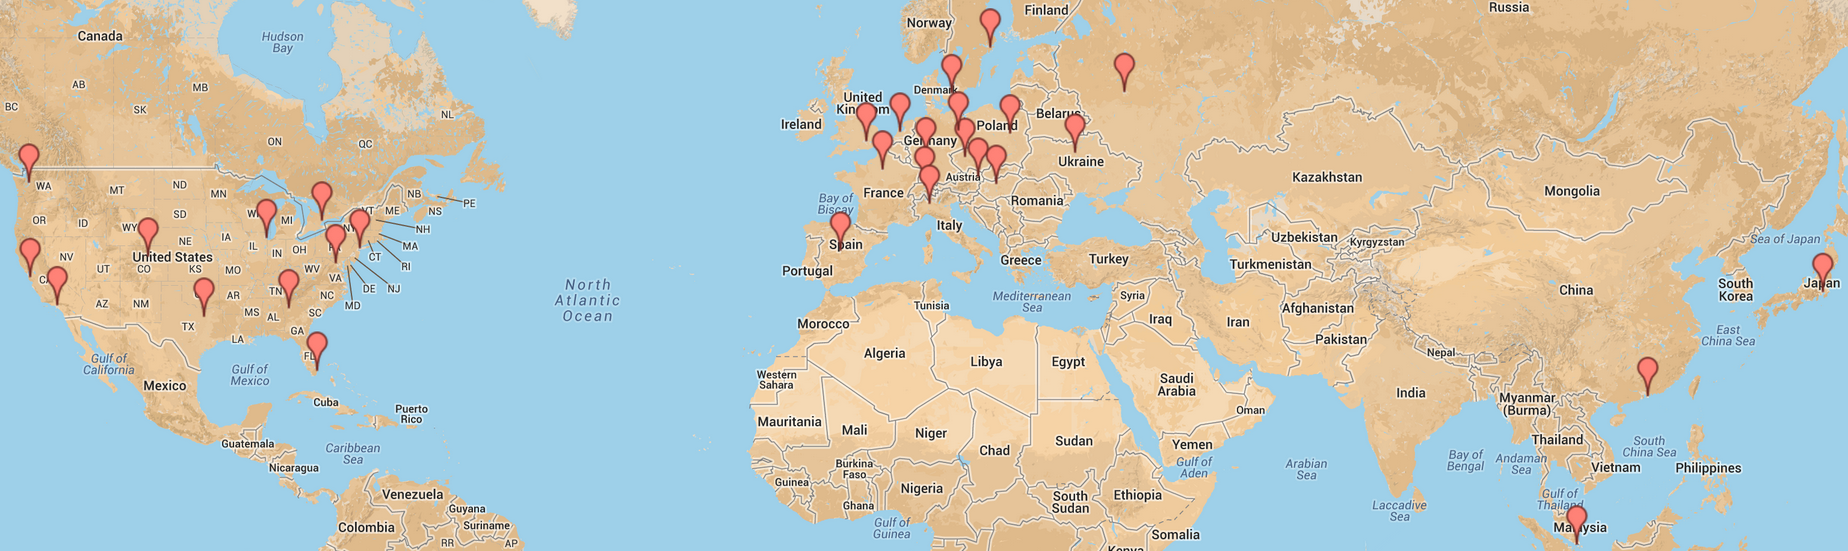 Canada
Hudson
Bay
AB
MB
BC
SK
NL
ON
QC
NB
PE
NS
WA
MT
ND
MN
OR
ID
SD
MI
ME
NH
WY
NE
IA
MA
NV
UT
United States
CO
IL
IN
OH
CT
RI
KS
MO
WV
VA
DE
NJ
MD
AZ
NM
AR
TN
NC
SC
MS
AL
GA
TX
LA
FL
Gulf of
California
Gulf of
Mexico
Mexico
Cuba
Puerto
Rico
Guatemala
Caribbean
Sea
Nicaragua
Venezuela
Guyana
Colombia
Suriname
RR
AP
North
Atlantic
Ocean
Norway
Finland
Russia
Denmark
United
Kingdom
Ireland
Poland
Belarus
Germany
Ukraine
Austria
France
Romania
Bay of
Biscay
Italy
Spain
Portugal
Greece
Turkey
Kazakhstan
Mongolia
Uzbekistan
Kyrgyzstan
Turkmenistan
Sea of Japan
South
Korea
Japan
China
East
China Sea
Tunisia
Mediterranean
Sea
Syria
Iraq
Iran
Afghanistan
Pakistan
Nepal
Morocco
Algeria
Libya
Egypt
Western
Sahara
Saudi
Arabia
India
Myanmar
(Burma)
Oman
Mauritania
Mali
Niger
Chad
Sudan
Yemen
Gulf of
Aden
Arabian
Sea
Bay of
Bengal
Andaman
Sea
Thailand
South
China Sea
Vietnam
Philippines
Burkina
Faso
Guinea
Ghana
Nigeria
South
Sudan
Ethiopia
Gulf of
Guinea
Somalia
Kenya
Laccadive
Sea
Gulf of
Thailand